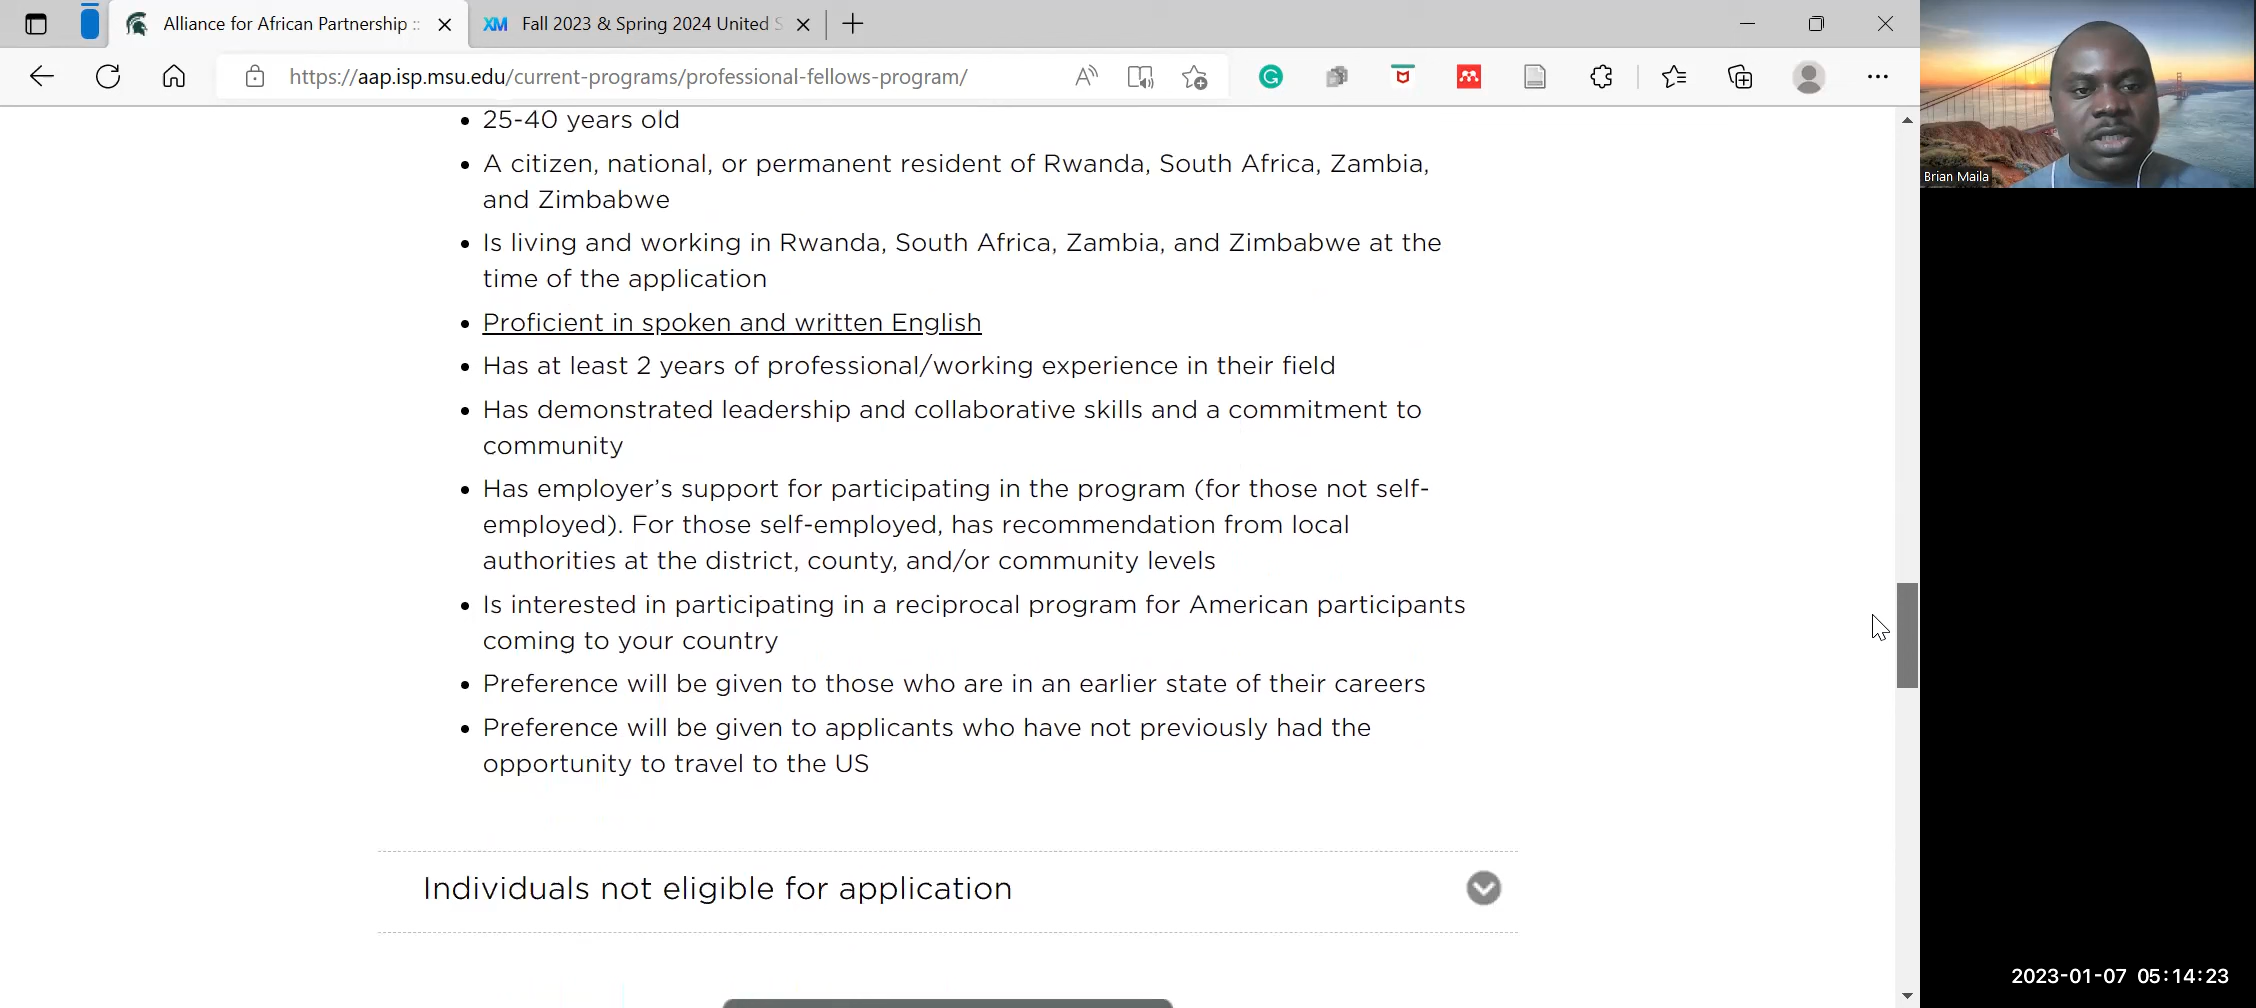 Alliance for African Partnership ::
Fall 2023 & Spring 2024 United S
https://aap.isp.msu.edu/current-programs/professional-fellows-program/
• 25-40 years old
• A citizen, national, or permanent resident of Rwanda, South Africa, Zambia,
and Zimbabwe
• Is living and working in Rwanda, South Africa, Zambia, and Zimbabwe at the
time of the application
• Proficient in spoken and written English
• Has at least 2 years of professional/working experience in their field
• Has demonstrated leadership and collaborative skills and a commitment to
community
• Has employer’s support for participating in the program (for those not self-
employed). For those self-employed, has recommendation from local
authorities at the district, county, and/or community levels
• Is interested in participating in a reciprocal program for American participants
coming to your country
• Preference will be given to those who are in an earlier state of their careers
• Preference will be given to applicants who have not previously had the
opportunity to travel to the US
Individuals not eligible for application
Brian Maila
2023-01-07 05:14:23